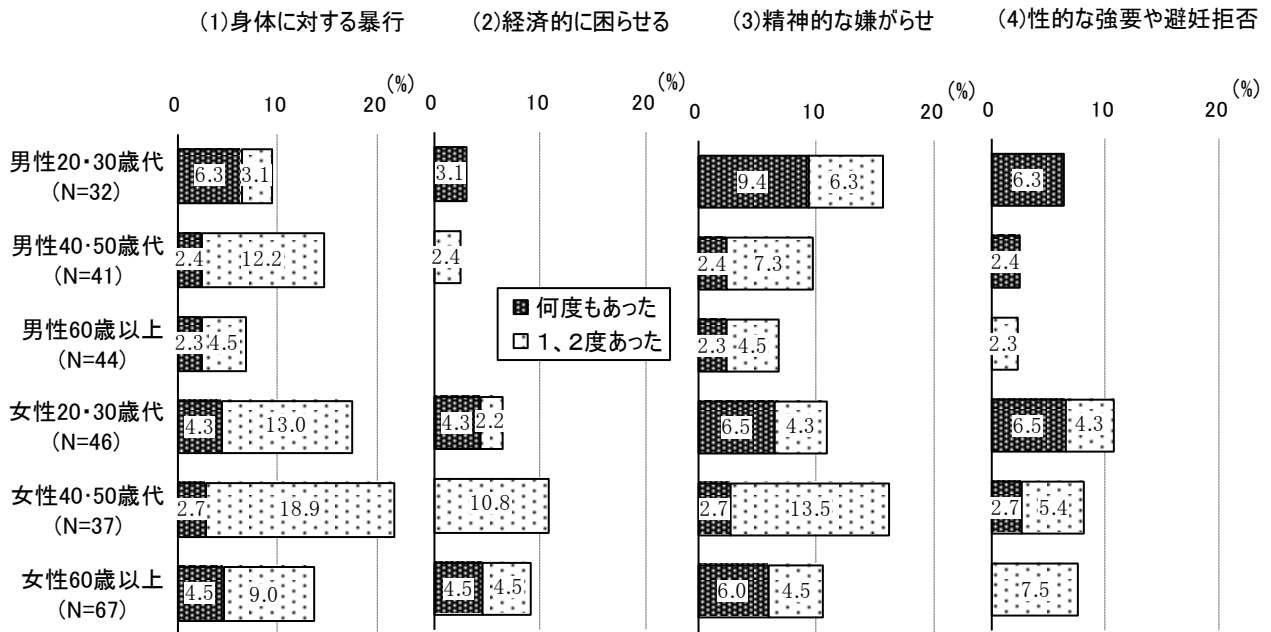 (1)身体に対する暴行 (2)経済的に困らせる (3)精神的な嫌がらせ (4)性的な強要や避妊拒否
(%) (%) (%) (%)
0 10 20 0 10 20 0 10 20 0 10 20
男性20・30歳代 6.3 3.1 3.1 9.4 6.3 6.3
(N=32)
男性40・50歳代 2.4 12.2 2.4 2.4 7.3 2.4
(N=41)
何度もあった
1、2度あった
男性60歳以上 2.3 4.5 2.3 4.5 2.3
(N=44)
女性20・30歳代 4.3 13.0 4.3 2.2 6.5 4.3 6.5 4.3
(N=46)
女性40・50歳代 2.7 18.9 10.8 2.7 13.5 2.7 5.4
(N=37)
女性60歳以上 4.5 9.0 4.5 4.5 6.0 4.5 7.5
(N=67)